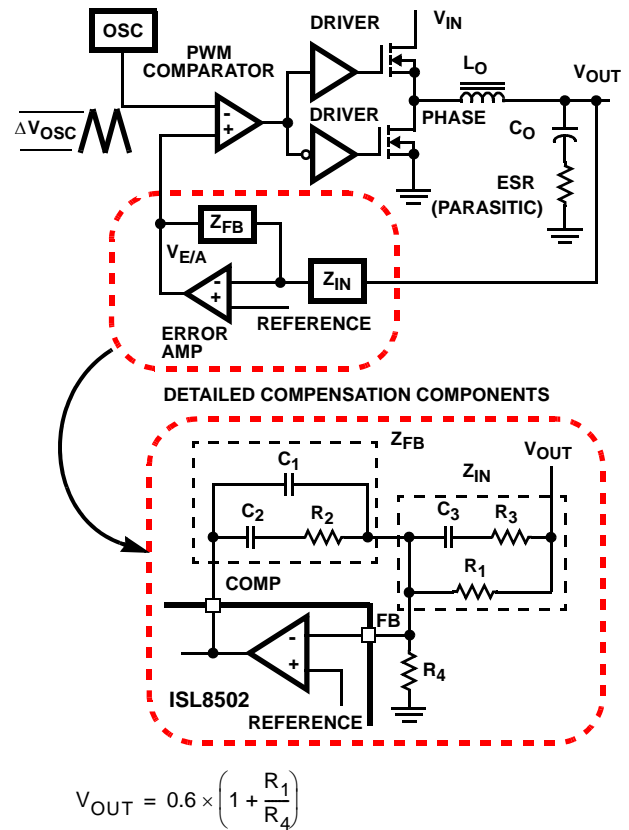 OSC
PWM
COMPARATOR
DRIVER
V_IN
L_O
V_OUT
DRIVER
ΔV_OSC
PHASE
C_O
ESR
(PARASITIC)
Z_FB
V_E/A
Z_IN
ERROR
AMP
REFERENCE
DETAILED COMPENSATION COMPONENTS
Z_FB
V_OUT
C_1
Z_IN
C_2
R_2
C_3
R_3
R_1
COMP
FB
R_4
ISL8502
REFERENCE
V_OUT = 0.6 × (1 + R_1/R_4)